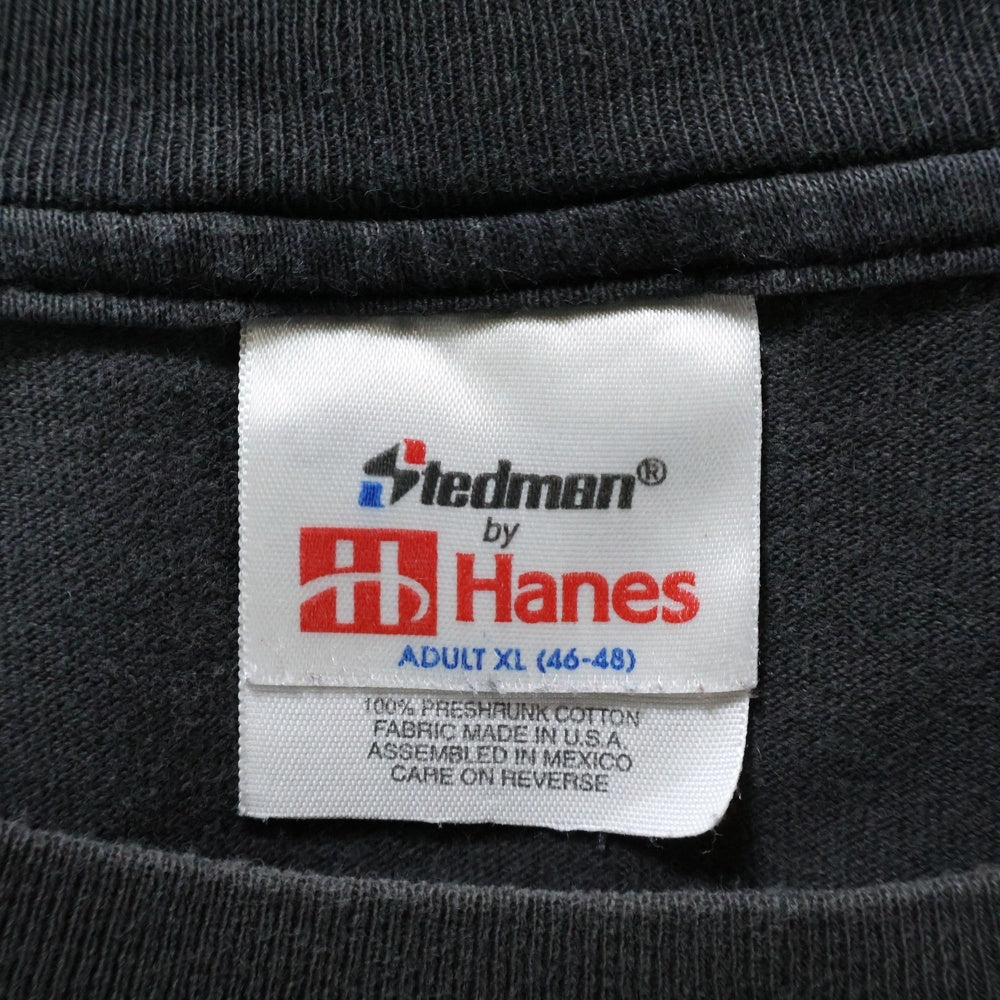 Stedman®
by
Hanes
ADULT XL (46-48)
100% PRESHRUNK COTTON
FABRIC MADE IN U.S.A.
ASSEMBLED IN MEXICO
CARE ON REVERSE